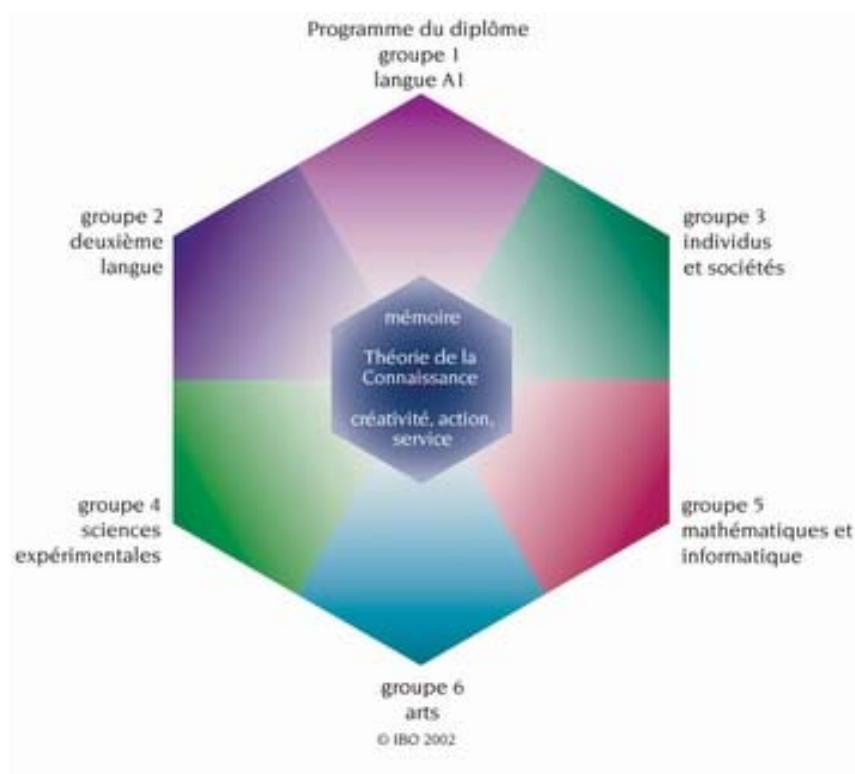 Programme du diplôme
groupe 1
langue A1
groupe 2
deuxième
langue
groupe 3
individus
et sociétés
mémoire
Théorie de la
Connaissance
créativité, action,
service
groupe 4
sciences
expérimentales
groupe 5
mathématiques et
informatique
groupe 6
arts
© IBO 2002